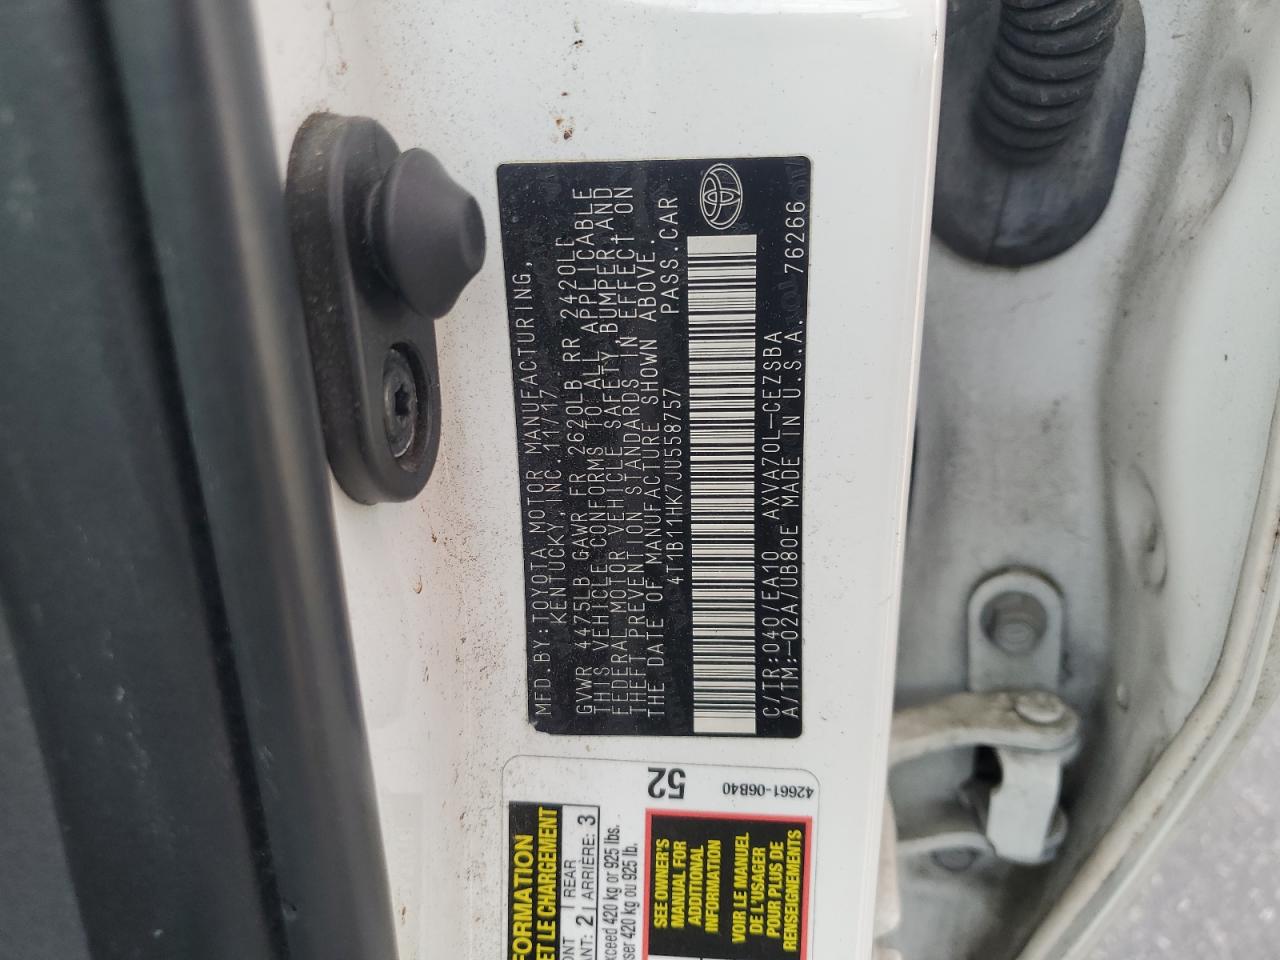 MFD.BY:TOYOTA MOTOR MANUFACTURING,
KENTUCKY,INC. 11/17
GVWR 4475LB GAWR FR 2620LB RR 2420LB
THIS VEHICLE CONFORMS TO ALL APPLICABLE
FEDERAL MOTOR VEHICLE SAFETY,BUMPER,AND
THEFT PREVENTION STANDARDS IN EFFECT ON
THE DATE OF MANUFACTURE SHOWN ABOVE.
4T1B11HK7JU558757 PASS.CAR
C/TR:040/EA10 AXVA70L-CEZSBA
A/TM:-02A/UB80E MADE IN U.S.A. 76266
52
42661-06B40
ET LE CHARGEMENT
2 REAR
ARRIÈRE: 3
420 kg or 925 lbs.
420 kg ou 925 lb.
SEE OWNER'S
MANUAL FOR
ADDITIONAL
INFORMATION
VOIR LE MANUEL
DE L'USAGER
POUR PLUS DE
RENSEIGNEMENTS